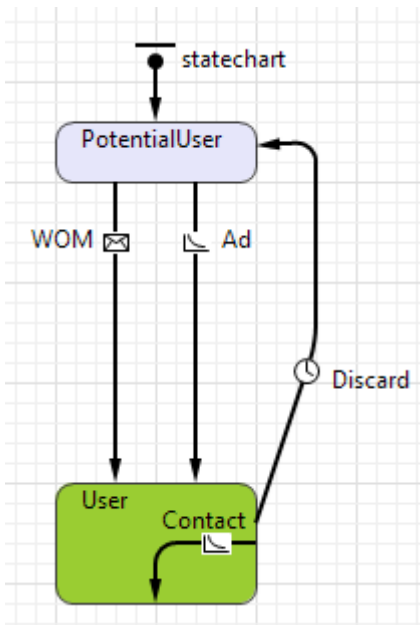 statechart
PotentialUser
WOM
Ad
Discard
User
Contact